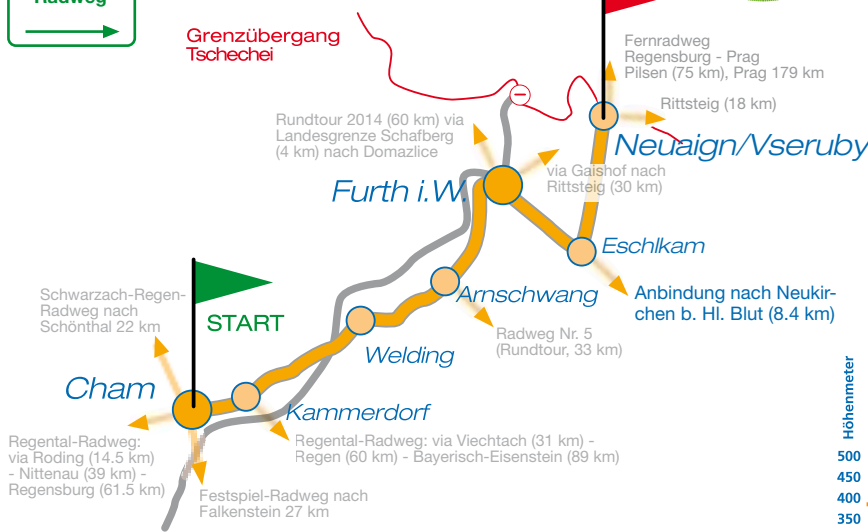 Radweg
Grenzübergang
Tschechei
Fernradweg
Regensburg - Prag
Pilsen (75 km), Prag 179 km
Rittsteig (18 km)
Rundtour 2014 (60 km) via
Landesgrenze Schafberg
(4 km) nach Domazlice
Neuaign/Vseruby
via Gaishof nach
Rittsteig (30 km)
Furth i.W.
Eschlkam
Anbindung nach Neukir-
chen b. Hl. Blut (8.4 km)
Arnschwang
Schwarzach-Regen-
Radweg nach
Schönthal 22 km
START
Radweg Nr. 5
(Rundtour, 33 km)
Welding
Cham
Kammerdorf
Regental-Radweg:
via Roding (14.5 km)
- Nittenau (39 km) -
Regensburg (61.5 km)
Regental-Radweg: via Viechtach (31 km) -
Regen (60 km) - Bayerisch-Eisenstein (89 km)
Festspiel-Radweg nach
Falkenstein 27 km
Höhenmeter
500
450
400
350